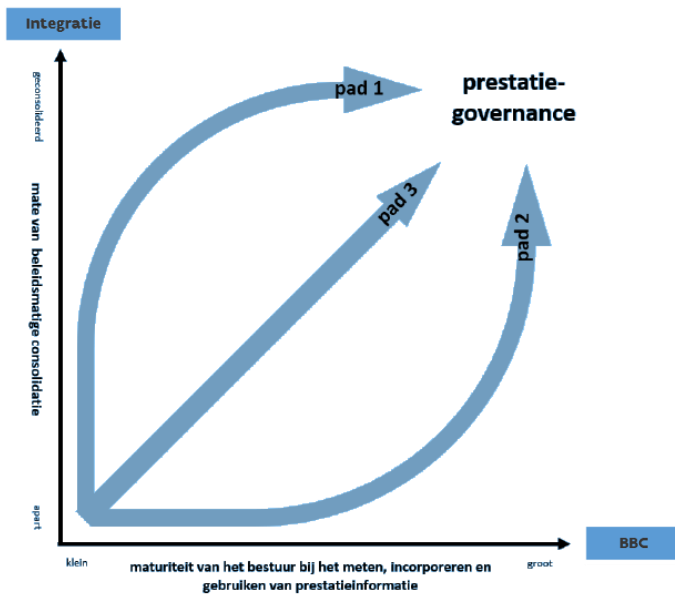 Integratie
geconsolideerd
mate van beleidsmatige consolidatie
apart
pad 1
prestatie-
governance
pad 3
pad 2
klein
maturiteit van het bestuur bij het meten, incorporeren en
gebruiken van prestatieinformatie
groot
BBC